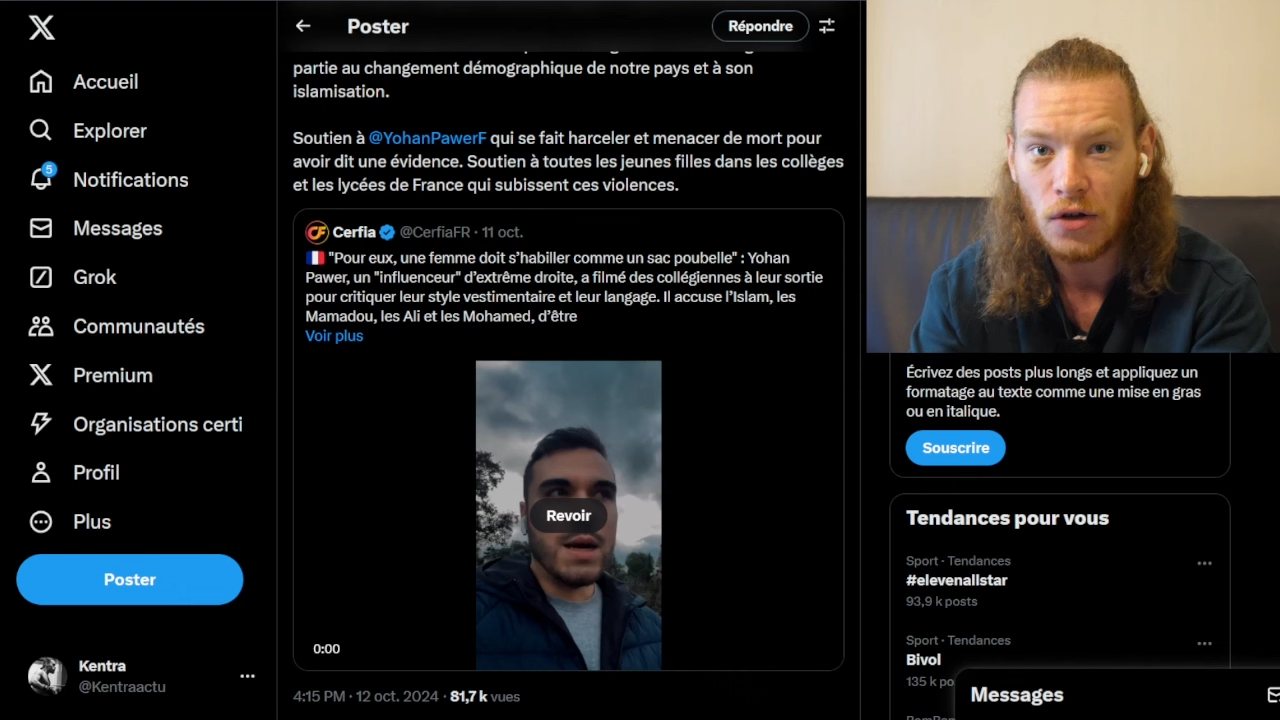 Accueil
Explorer
5
Notifications
Messages
Grok
Communautés
Premium
Organisations certi
Profil
Plus
Poster
Kentra
@Kentraactu
Poster
Répondre
partie au changement démographique de notre pays et à son
islamisation.
Soutien à @YohanPawerF qui se fait harceler et menacer de mort pour
avoir dit une évidence. Soutien à toutes les jeunes filles dans les collèges
et les lycées de France qui subissent ces violences.
Cerfia @CerfiaFR · 11 oct.
"Pour eux, une femme doit s’habiller comme un sac poubelle" : Yohan
Pawer, un "influenceur" d’extrême droite, a filmé des collégiennes à leur sortie
pour critiquer leur style vestimentaire et leur langage. Il accuse l’Islam, les
Mamadou, les Ali et les Mohamed, d’être
Voir plus
Revoir
0:00
4:15 PM · 12 oct. 2024 · 81,7 k vues
Écrivez des posts plus longs et appliquez un
formatage au texte comme une mise en gras
ou en italique.
Souscrire
Tendances pour vous
Sport · Tendances
#elevenallstar
93,9 k posts
Sport · Tendances
Bivol
135 k po
Messages